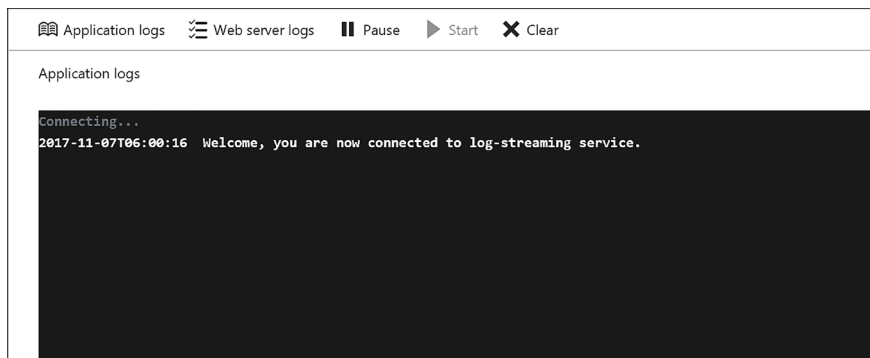 Application logs Web server logs Pause Start Clear
Application logs
Connecting...
2017-11-07T06:00:16  Welcome, you are now connected to log-streaming service.